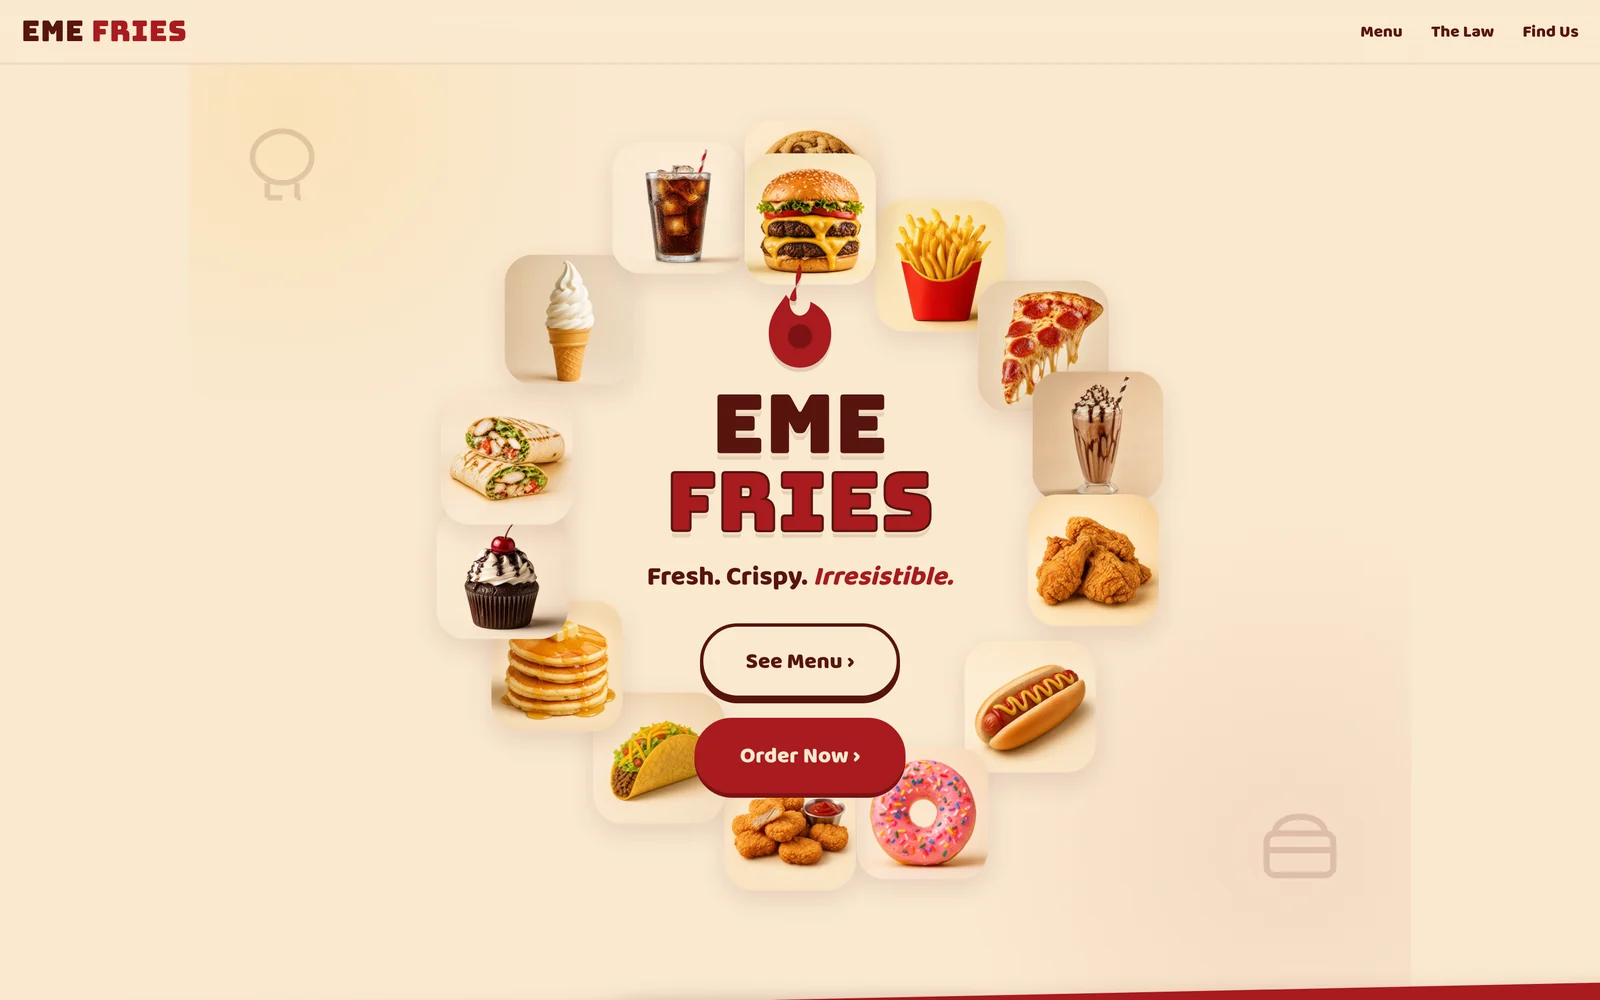 EME FRIES
Menu
The Law
Find Us
EME
FRIES
Fresh. Crispy. Irresistible.
See Menu ›
Order Now ›